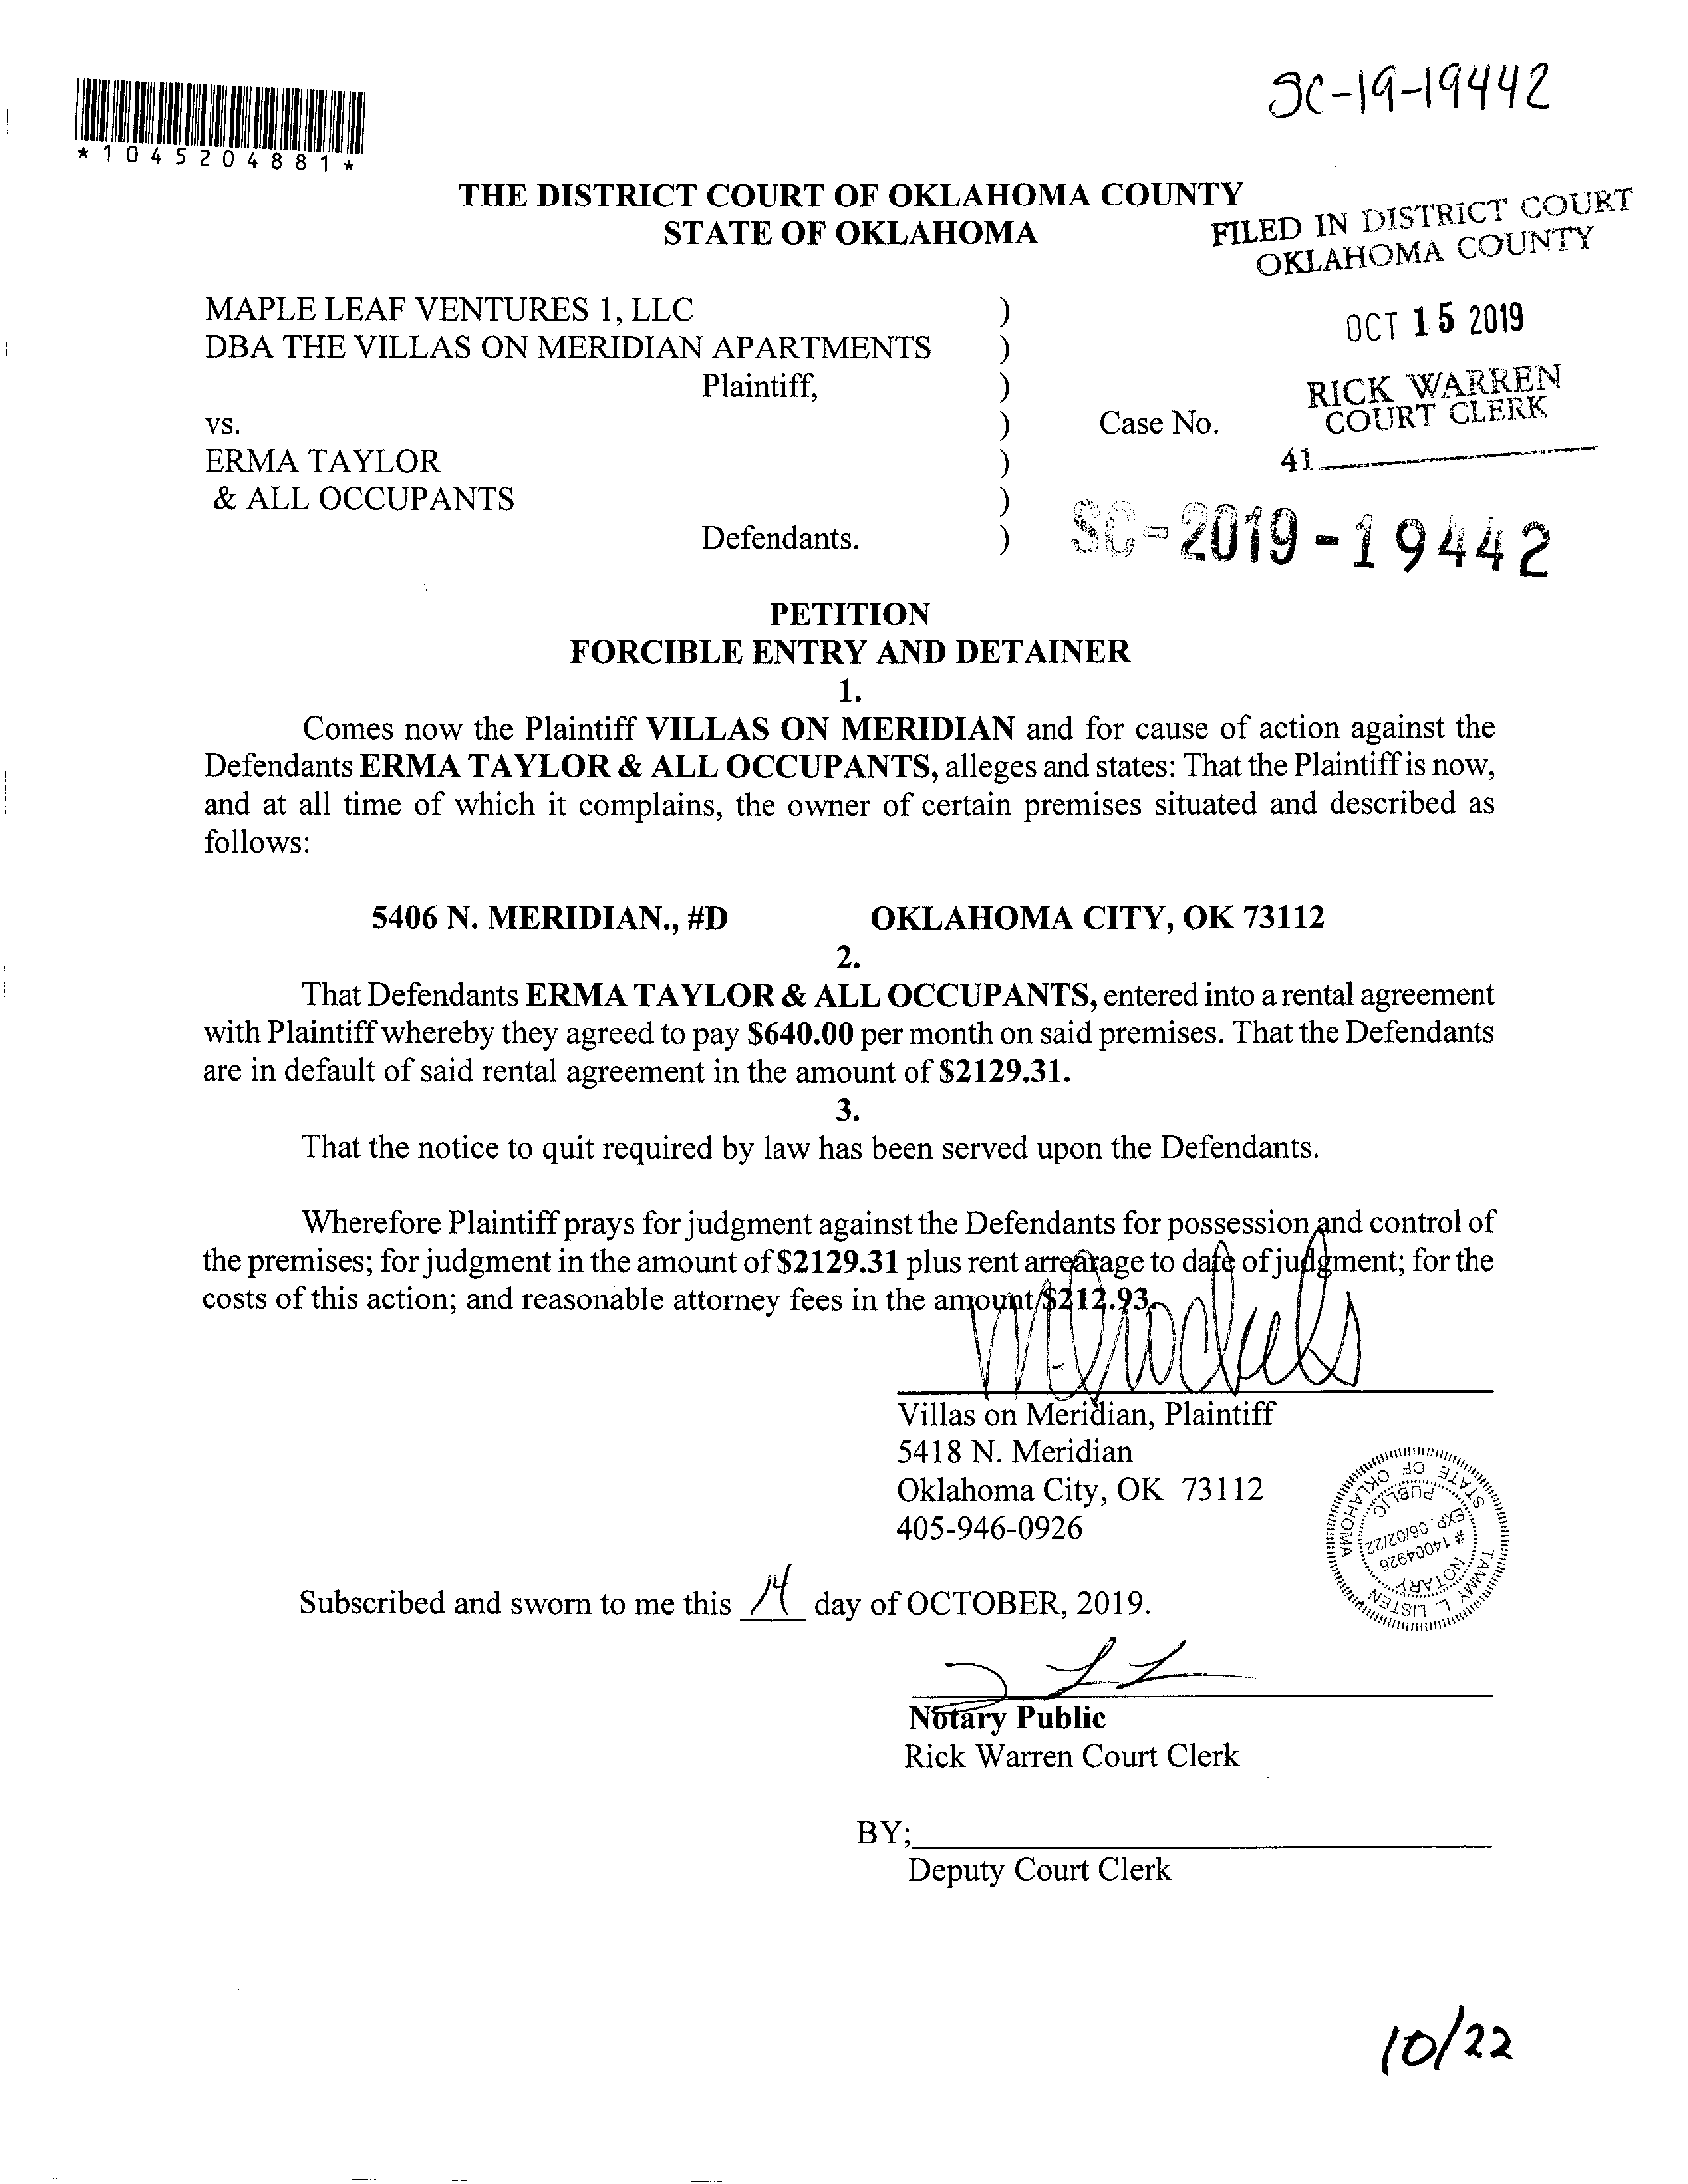 SC-19-19442
*1045204881*
THE DISTRICT COURT OF OKLAHOMA COUNTY
STATE OF OKLAHOMA
FILED IN DISTRICT COURT
OKLAHOMA COUNTY
MAPLE LEAF VENTURES 1, LLC )
DBA THE VILLAS ON MERIDIAN APARTMENTS )
OCT 15 2019
Plaintiff, )
RICK WARREN
COURT CLERK
vs. ) Case No.
ERMA TAYLOR )
41
& ALL OCCUPANTS )
Defendants. )
SC-2019-19442
PETITION
FORCIBLE ENTRY AND DETAINER
1.
Comes now the Plaintiff VILLAS ON MERIDIAN and for cause of action against the
Defendants ERMA TAYLOR & ALL OCCUPANTS, alleges and states: That the Plaintiff is now,
and at all time of which it complains, the owner of certain premises situated and described as
follows:
5406 N. MERIDIAN., #D OKLAHOMA CITY, OK 73112
2.
That Defendants ERMA TAYLOR & ALL OCCUPANTS, entered into a rental agreement
with Plaintiff whereby they agreed to pay $640.00 per month on said premises. That the Defendants
are in default of said rental agreement in the amount of $2129.31.
3.
That the notice to quit required by law has been served upon the Defendants.
Wherefore Plaintiff prays for judgment against the Defendants for possession and control of
the premises; for judgment in the amount of $2129.31 plus rent arrearage to date of judgment; for the
costs of this action; and reasonable attorney fees in the amount $212.93.
Villas on Meridian, Plaintiff
5418 N. Meridian
Oklahoma City, OK 73112
405-946-0926
TAMMY L. LISTEN
STATE OF OKLAHOMA
NOTARY
# 14004926
EXP. 06/02/22
PUBLIC
Subscribed and sworn to me this 14 day of OCTOBER, 2019.
Notary Public
Rick Warren Court Clerk
BY;
Deputy Court Clerk
10/22